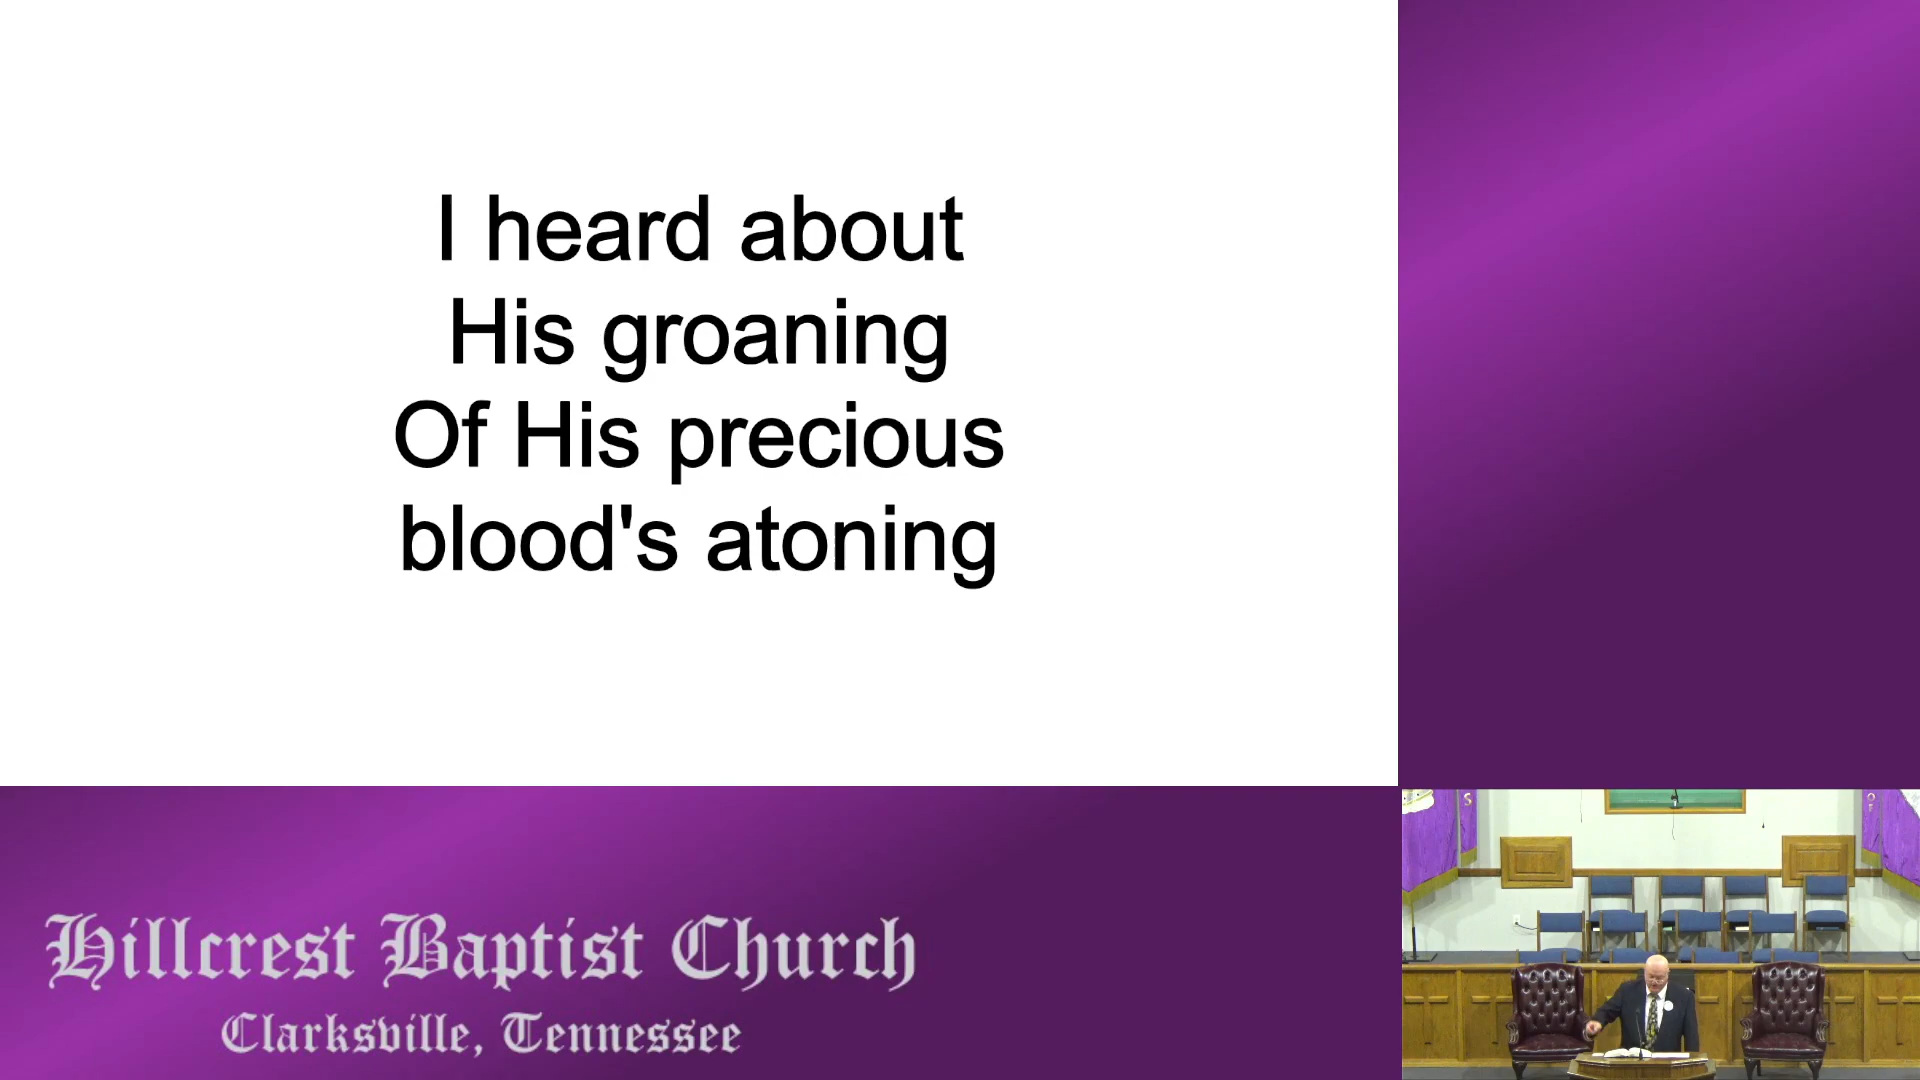 I heard about
His groaning
Of His precious
blood's atoning
Hillcrest Baptist Church
Clarksville, Tennessee